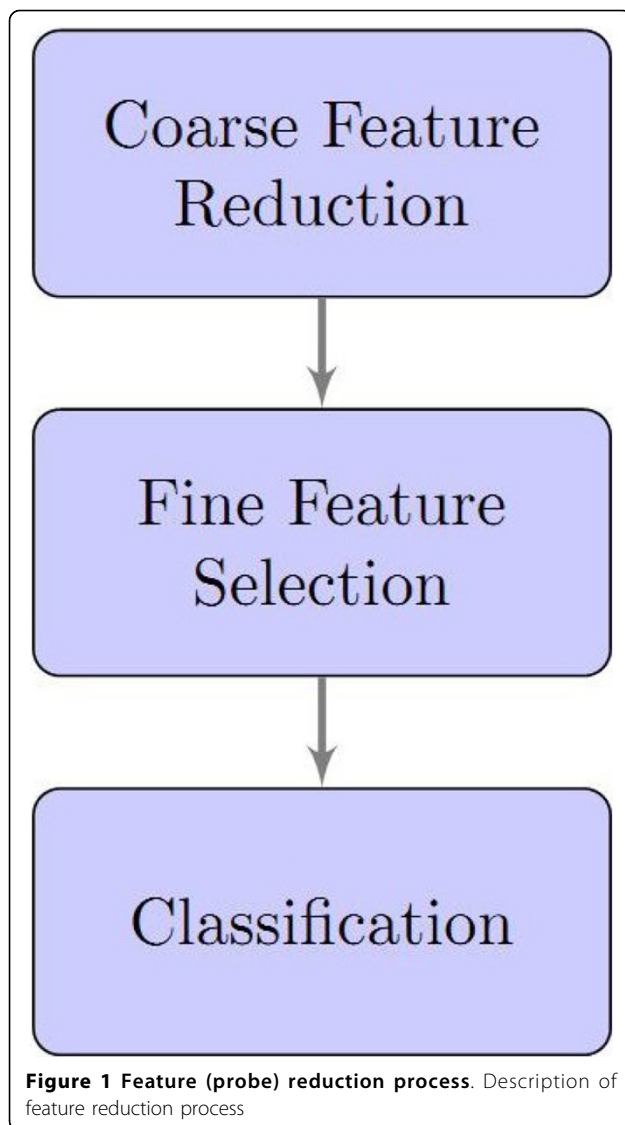 Coarse Feature
Reduction
Fine Feature
Selection
Classification
Figure 1 Feature (probe) reduction process. Description of
feature reduction process